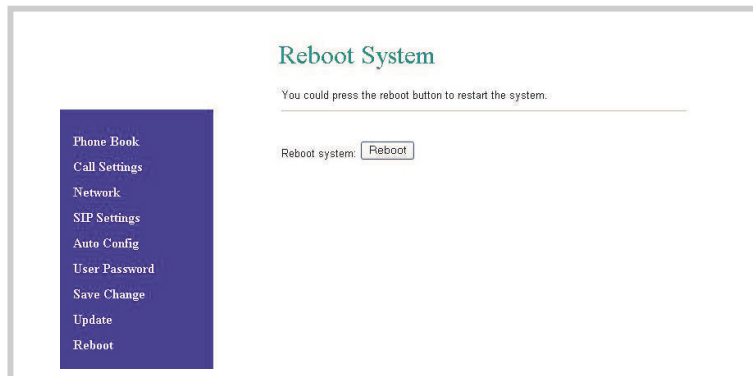 Reboot System
You could press the reboot button to restart the system.
Reboot system: Reboot
Phone Book
Call Settings
Network
SIP Settings
Auto Config
User Password
Save Change
Update
Reboot